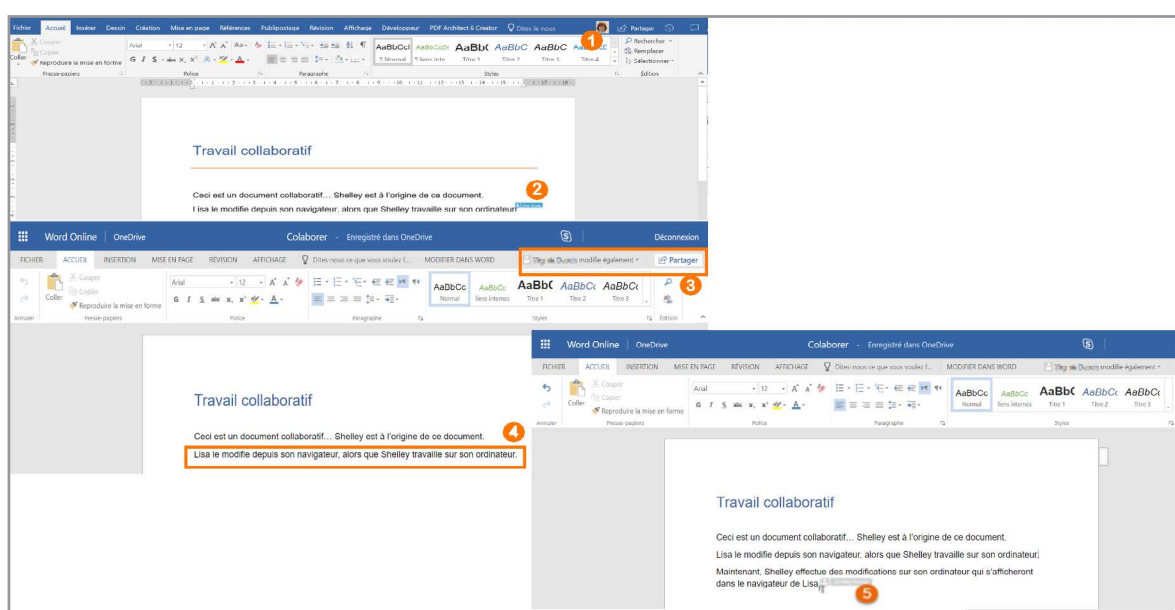 Fichier Accueil Insérer Dessin Création Mise en page Références Publipostage Révision Affichage Développeur PDF Architect 6 Creator Dites-le nous Partager
Couper
Copier
Coller
Reproduire la mise en forme
Arial 12
AaBbCcI AaBbCcDc AaBb( AaBbC AaBbC
¶ Normal ¶ liens inte Titre 1 Titre 2 Titre 3 Titre 4
Rechercher
Remplacer
Sélectionner
Presse-papiers Police Paragraphe Styles Édition
1
Travail collaboratif
Ceci est un document collaboratif… Shelley est à l'origine de ce document.
2
Lisa le modifie depuis son navigateur, alors que Shelley travaille sur son ordinateur.
Word Online OneDrive Colaborer - Enregistré dans OneDrive Déconnexion
FICHIER ACCUEIL INSERTION MISE EN PAGE RÉVISION AFFICHAGE Dites-nous ce que vous voulez f... MODIFIER DANS WORD modifie également Partager
3
Couper
Copier
Coller
Reproduire la mise en forme
Arial 12
AaBbCc AaBbCc AaBb( AaBbCc AaBbCc
Normal liens internes Titre 1 Titre 2 Titre 3
Annuler Presse-papiers Police Paragraphe Styles Édition
Travail collaboratif
Ceci est un document collaboratif… Shelley est à l'origine de ce document.
4
Lisa le modifie depuis son navigateur, alors que Shelley travaille sur son ordinateur.
Word Online OneDrive Colaborer - Enregistré dans OneDrive
FICHIER ACCUEIL INSERTION MISE EN PAGE RÉVISION AFFICHAGE Dites-nous ce que vous voulez f... MODIFIER DANS WORD modifie également
Couper
Copier
Coller
Reproduire la mise en forme
Arial 12
AaBbCc AaBbCc AaBb( AaBbCc AaBbCc
Normal liens internes Titre 1 Titre 2 Titre 3
Annuler Presse-papiers Police Paragraphe Styles
Travail collaboratif
Ceci est un document collaboratif… Shelley est à l'origine de ce document.
Lisa le modifie depuis son navigateur, alors que Shelley travaille sur son ordinateur.
Maintenant, Shelley effectue des modifications sur son ordinateur qui s'afficheront
dans le navigateur de Lisa.
5